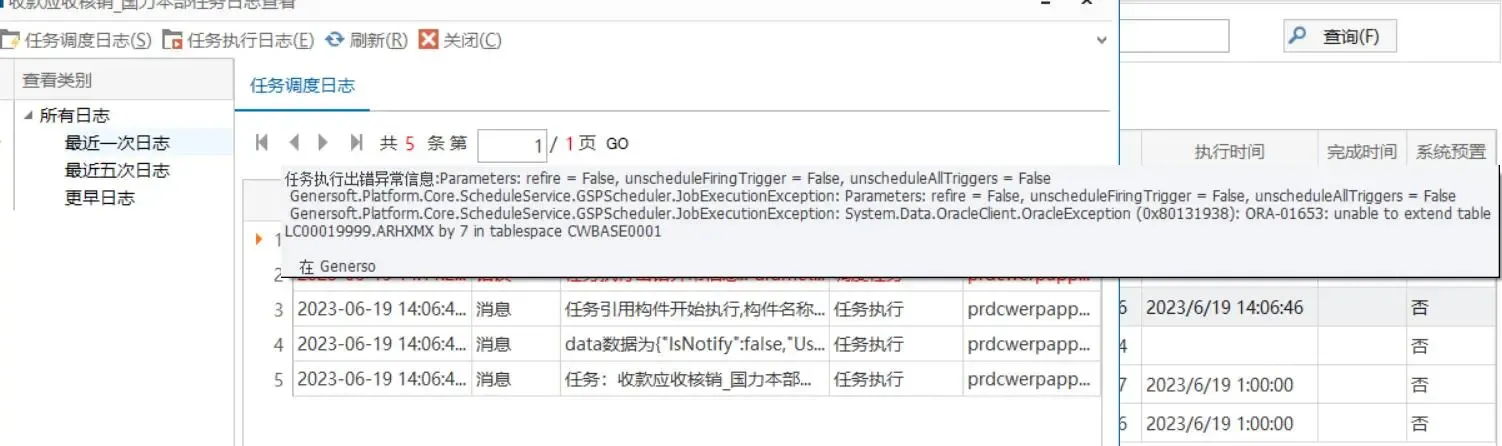 收款应收核销_国力本部任务日志查看
任务调度日志(S) 任务执行日志(E) 刷新(R) 关闭(C)
查询(F)
查看类别
任务调度日志
所有日志
最近一次日志
最近五次日志
更早日志
共 5 条 第 1 / 1 页 GO
执行时间 完成时间 系统预置
任务执行出错异常信息:Parameters: refire = False, unscheduleFiringTrigger = False, unscheduleAllTriggers = False
Genersoft.Platform.Core.ScheduleService.GSPScheduler.JobExecutionException: Parameters: refire = False, unscheduleFiringTrigger = False, unscheduleAllTriggers = False
Genersoft.Platform.Core.ScheduleService.GSPScheduler.JobExecutionException: System.Data.OracleClient.OracleException (0x80131938): ORA-01653: unable to extend table
LC00019999.ARHXMX by 7 in tablespace CWBASE0001
在 Generso
1
2
3 2023-06-19 14:06:4... 消息 任务引用构件开始执行,构件名称... 任务执行 prdcwerpapp...
6 2023/6/19 14:06:46 否
4 2023-06-19 14:06:4... 消息 data数据为{"IsNotify":false,"Us... 任务执行 prdcwerpapp...
4 否
5 2023-06-19 14:06:4... 消息 任务：收款应收核销_国力本部... 任务执行 prdcwerpapp...
7 2023/6/19 1:00:00 否
6 2023/6/19 1:00:00 否